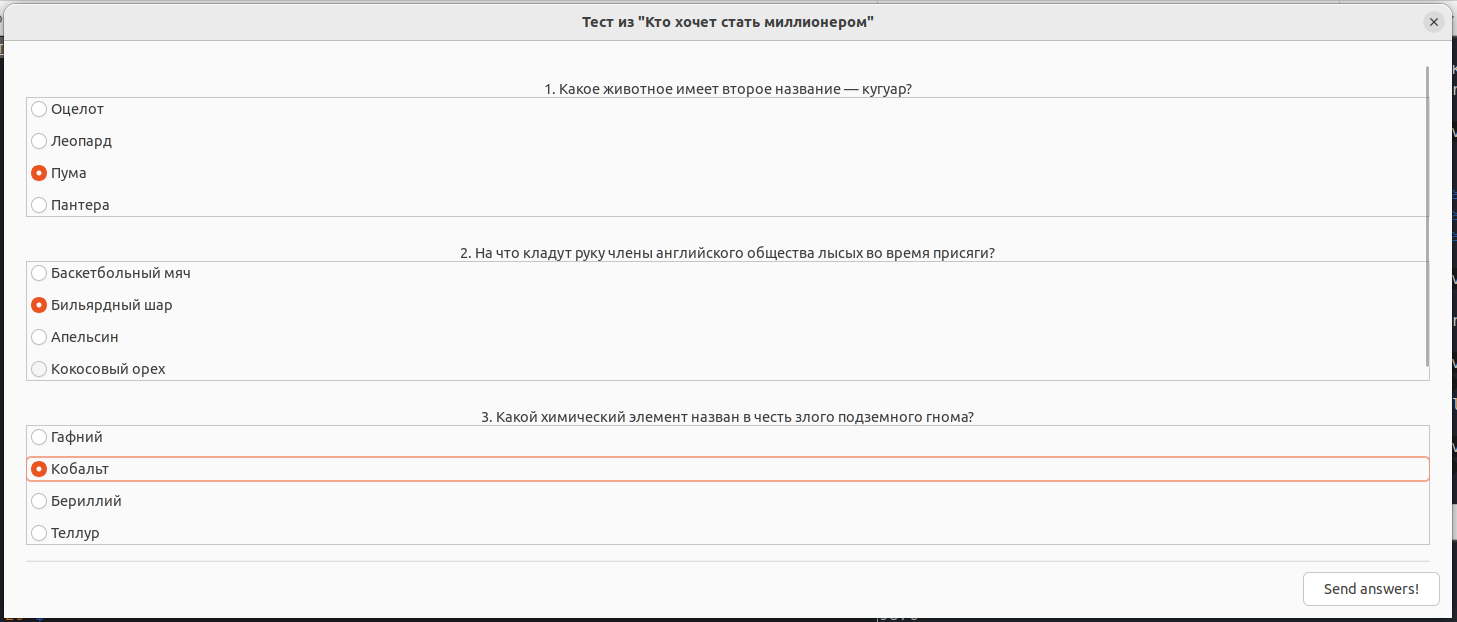 Тест из "Кто хочет стать миллионером"
1. Какое животное имеет второе название — кугуар?
Оцелот
Леопард
Пума
Пантера
2. На что кладут руку члены английского общества лысых во время присяги?
Баскетбольный мяч
Бильярдный шар
Апельсин
Кокосовый орех
3. Какой химический элемент назван в честь злого подземного гнома?
Гафний
Кобальт
Бериллий
Теллур
Send answers!